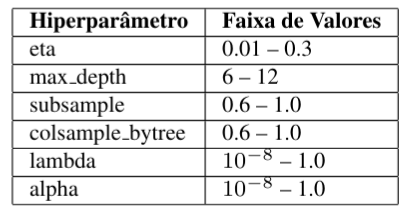 Hiperparâmetro Faixa de Valores
eta 0.01 – 0.3
max_depth 6 – 12
subsample 0.6 – 1.0
colsample_bytree 0.6 – 1.0
lambda 10⁻⁸ – 1.0
alpha 10⁻⁸ – 1.0